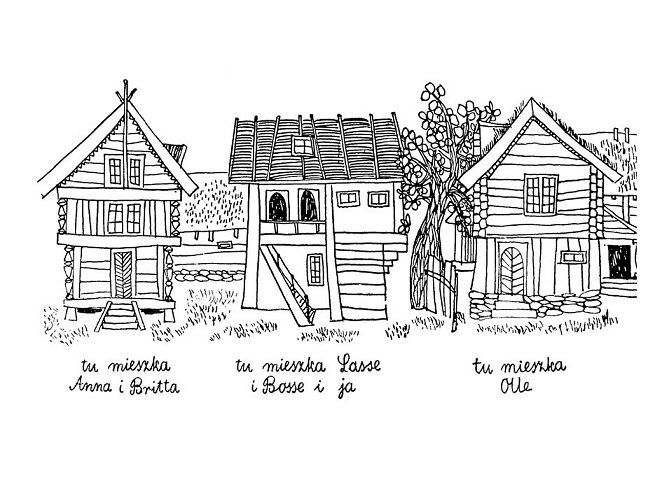 tu mieszka
Anna i Britta
tu mieszka Lasse
i Bosse i ja
tu mieszka
Olle